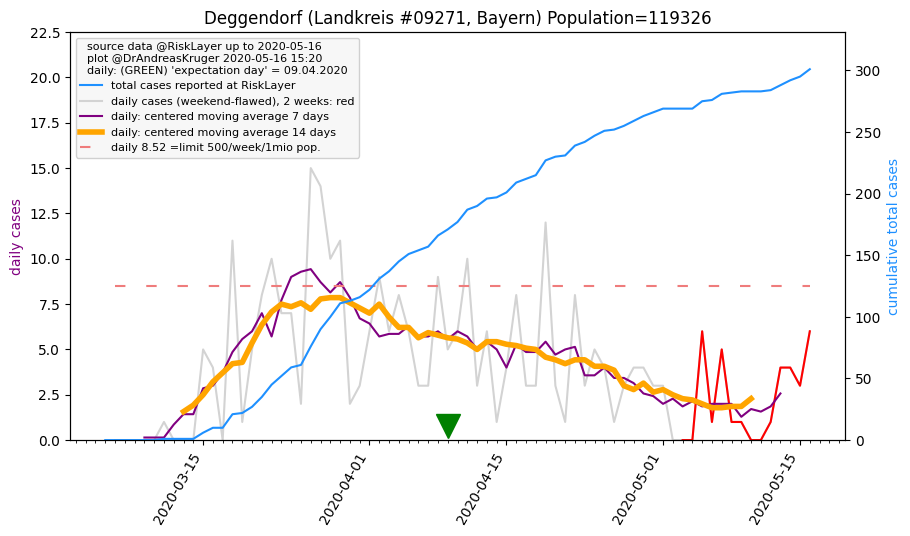 Deggendorf (Landkreis #09271, Bayern) Population=119326
source data @RiskLayer up to 2020-05-16
plot @DrAndreasKruger 2020-05-16 15:20
daily: (GREEN) 'expectation day' = 09.04.2020
total cases reported at RiskLayer
daily cases (weekend-flawed), 2 weeks: red
daily: centered moving average 7 days
daily: centered moving average 14 days
daily 8.52 =limit 500/week/1mio pop.
daily cases
22.5
20.0
17.5
15.0
12.5
10.0
7.5
5.0
2.5
0.0
300
250
200
150
100
50
0
cumulative total cases
2020-03-15
2020-04-01
2020-04-15
2020-05-01
2020-05-15